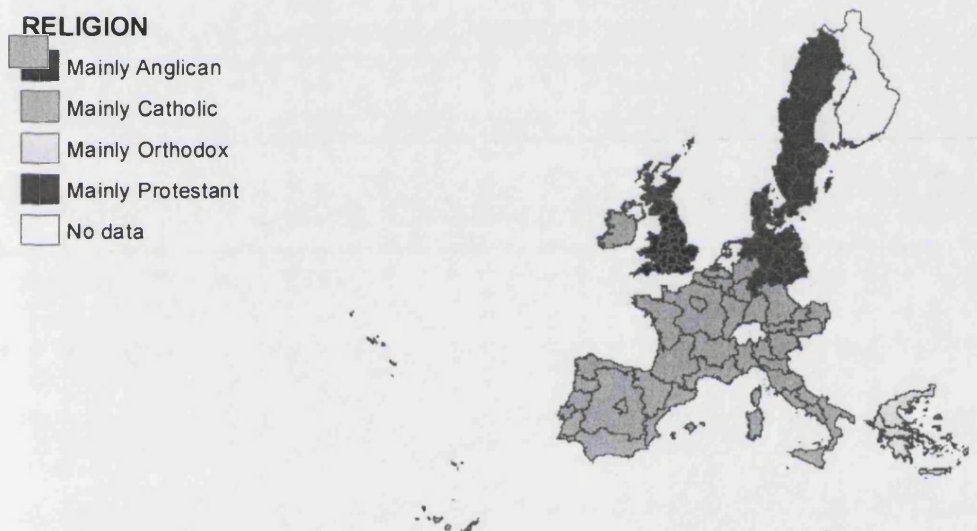 RELIGION
Mainly Anglican
Mainly Catholic
Mainly Orthodox
Mainly Protestant
No data